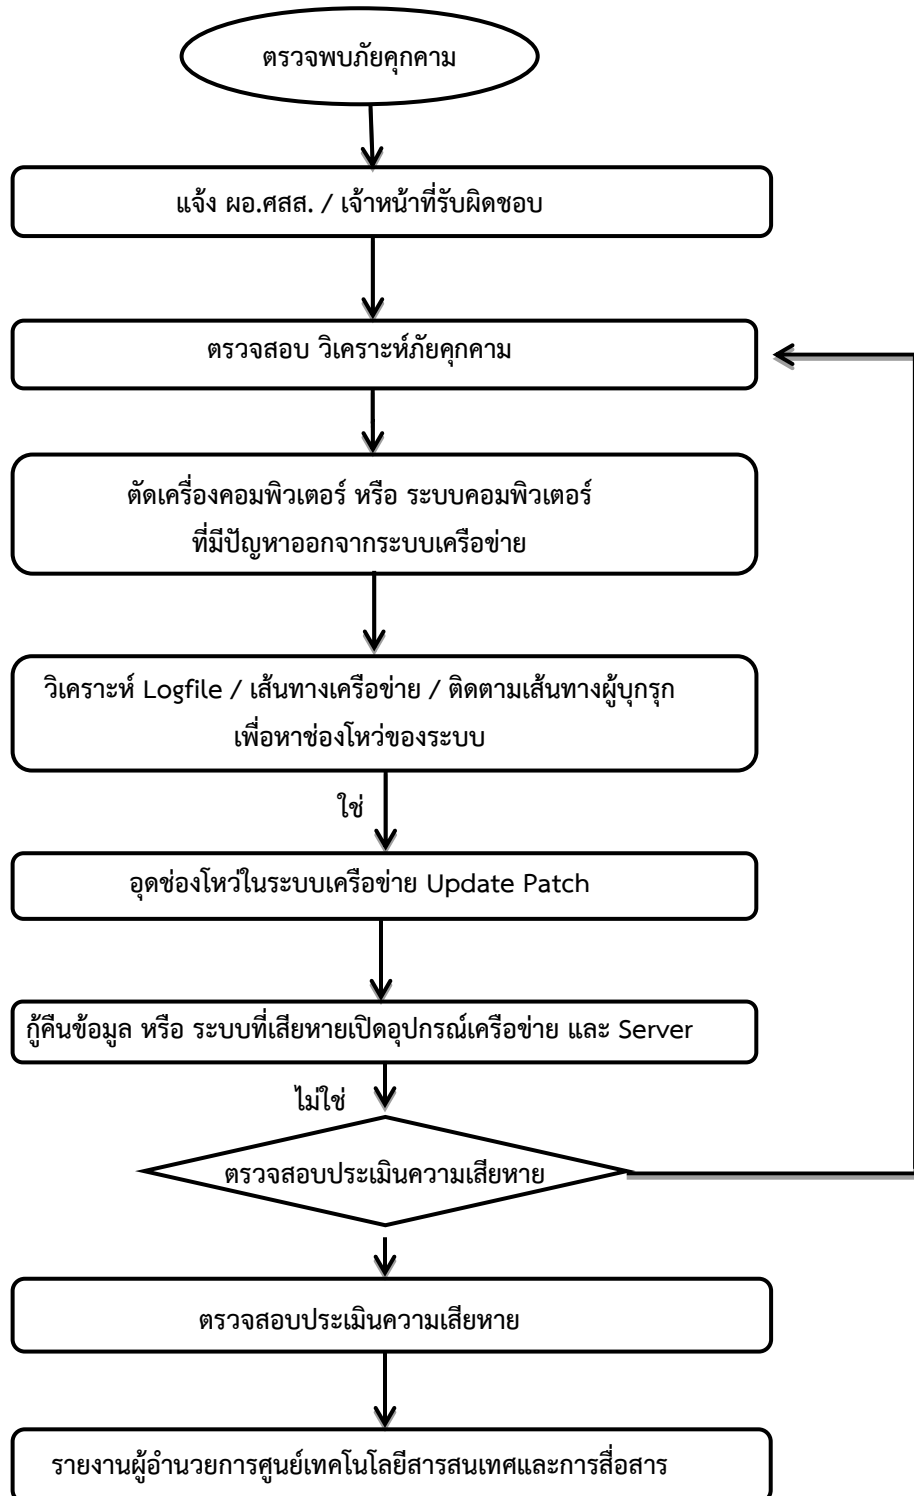 ตรวจพบภัยคุกคาม
แจ้ง ผอ.ศสส. / เจ้าหน้าที่รับผิดชอบ
ตรวจสอบ วิเคราะห์ภัยคุกคาม
ตัดเครื่องคอมพิวเตอร์ หรือ ระบบคอมพิวเตอร์
ที่มีปัญหาออกจากระบบเครือข่าย
วิเคราะห์ Logfile / เส้นทางเครือข่าย / ติดตามเส้นทางผู้บุกรุก
เพื่อหาช่องโหว่ของระบบ
ใช่
อุดช่องโหว่ในระบบเครือข่าย Update Patch
กู้คืนข้อมูล หรือ ระบบที่เสียหายเปิดอุปกรณ์เครือข่าย และ Server
ไม่ใช่
ตรวจสอบประเมินความเสียหาย
ตรวจสอบประเมินความเสียหาย
รายงานผู้อำนวยการศูนย์เทคโนโลยีสารสนเทศและการสื่อสาร